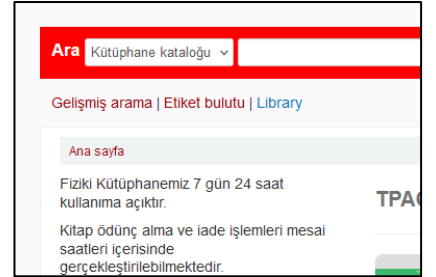 Ara Kütüphane kataloğu
Gelişmiş arama | Etiket bulutu | Library
Ana sayfa
Fiziki Kütüphanemiz 7 gün 24 saat
kullanıma açıktır.
Kitap ödünç alma ve iade işlemleri mesai
saatleri içerisinde
gerçekleştirilebilmektedir.